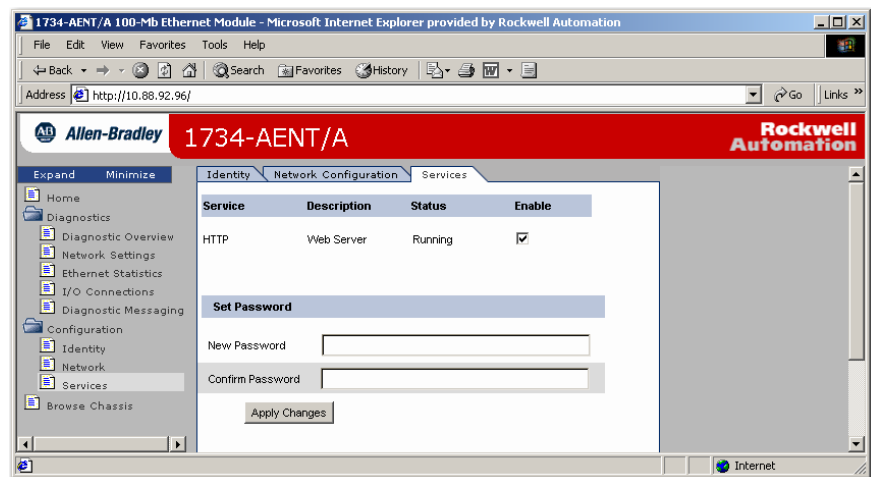 1734-AENT/A 100-Mb Ethernet Module - Microsoft Internet Explorer provided by Rockwell Automation
File Edit View Favorites Tools Help
Back Search Favorites History
Address http://10.88.92.96/ Go Links »
AB Allen-Bradley 1734-AENT/A Rockwell Automation
Expand Minimize
Home
Diagnostics
Diagnostic Overview
Network Settings
Ethernet Statistics
I/O Connections
Diagnostic Messaging
Configuration
Identity
Network
Services
Browse Chassis
Identity Network Configuration Services
Service Description Status Enable
HTTP Web Server Running
Set Password
New Password
Confirm Password
Apply Changes
Internet